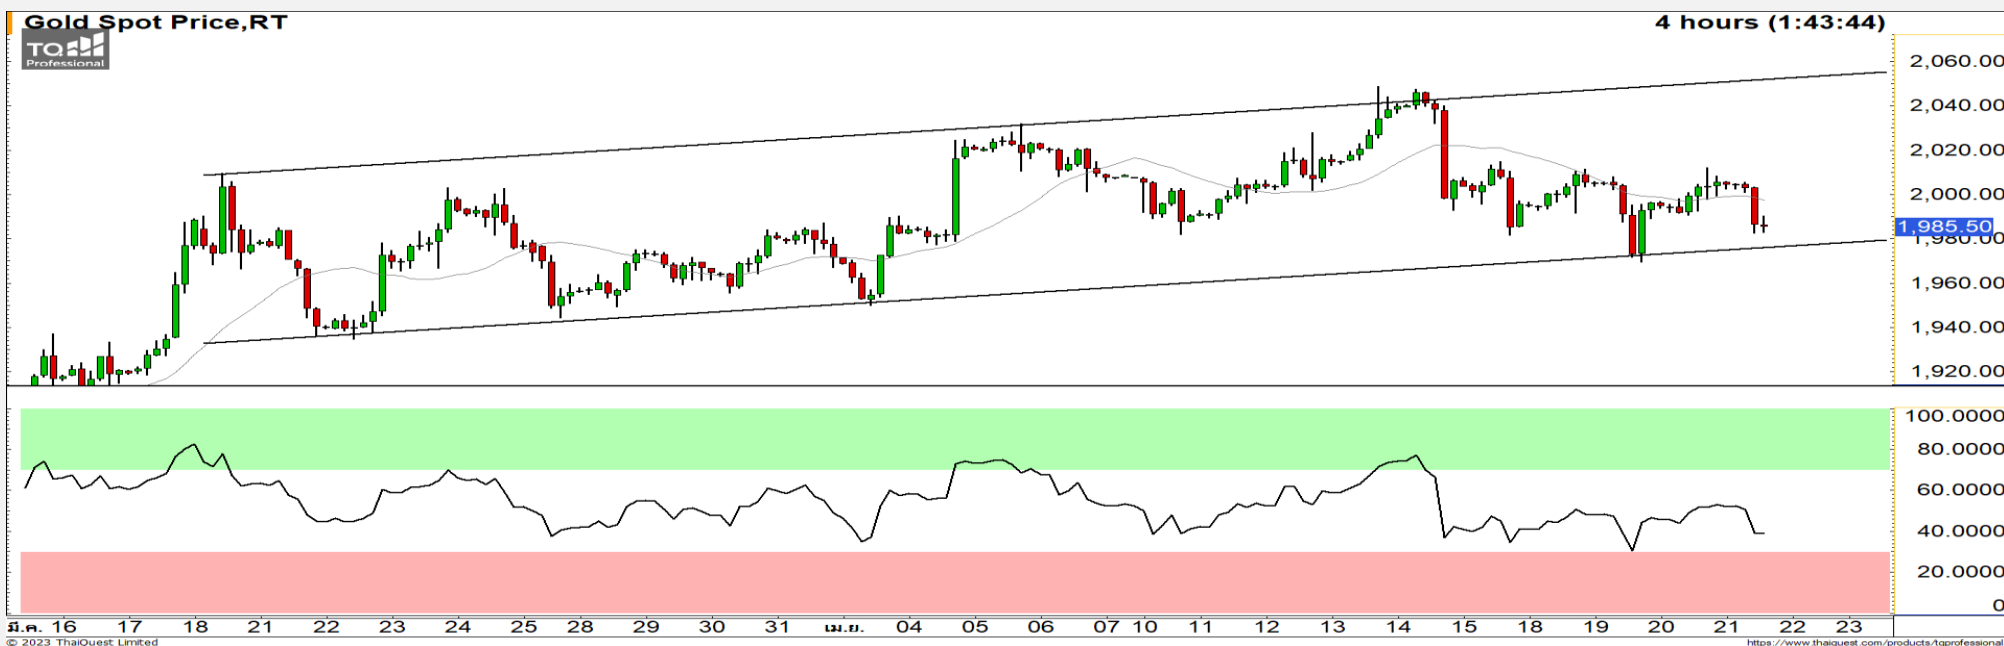 Gold Spot Price,RT
4 hours (1:43:44)
TQ
Professional
2,060.00
2,040.00
2,020.00
2,000.00
1,985.50
1,980.00
1,960.00
1,940.00
1,920.00
100.0000
80.0000
60.0000
40.0000
20.0000
0
มี.ค. 16 17 18 21 22 23 24 25 28 29 30 31 เม.ย. 04 05 06 07 10 11 12 13 14 15 18 19 20 21 22 23
© 2023 ThaiQuest Limited
https://www.thaiquest.com/products/tqprofessional